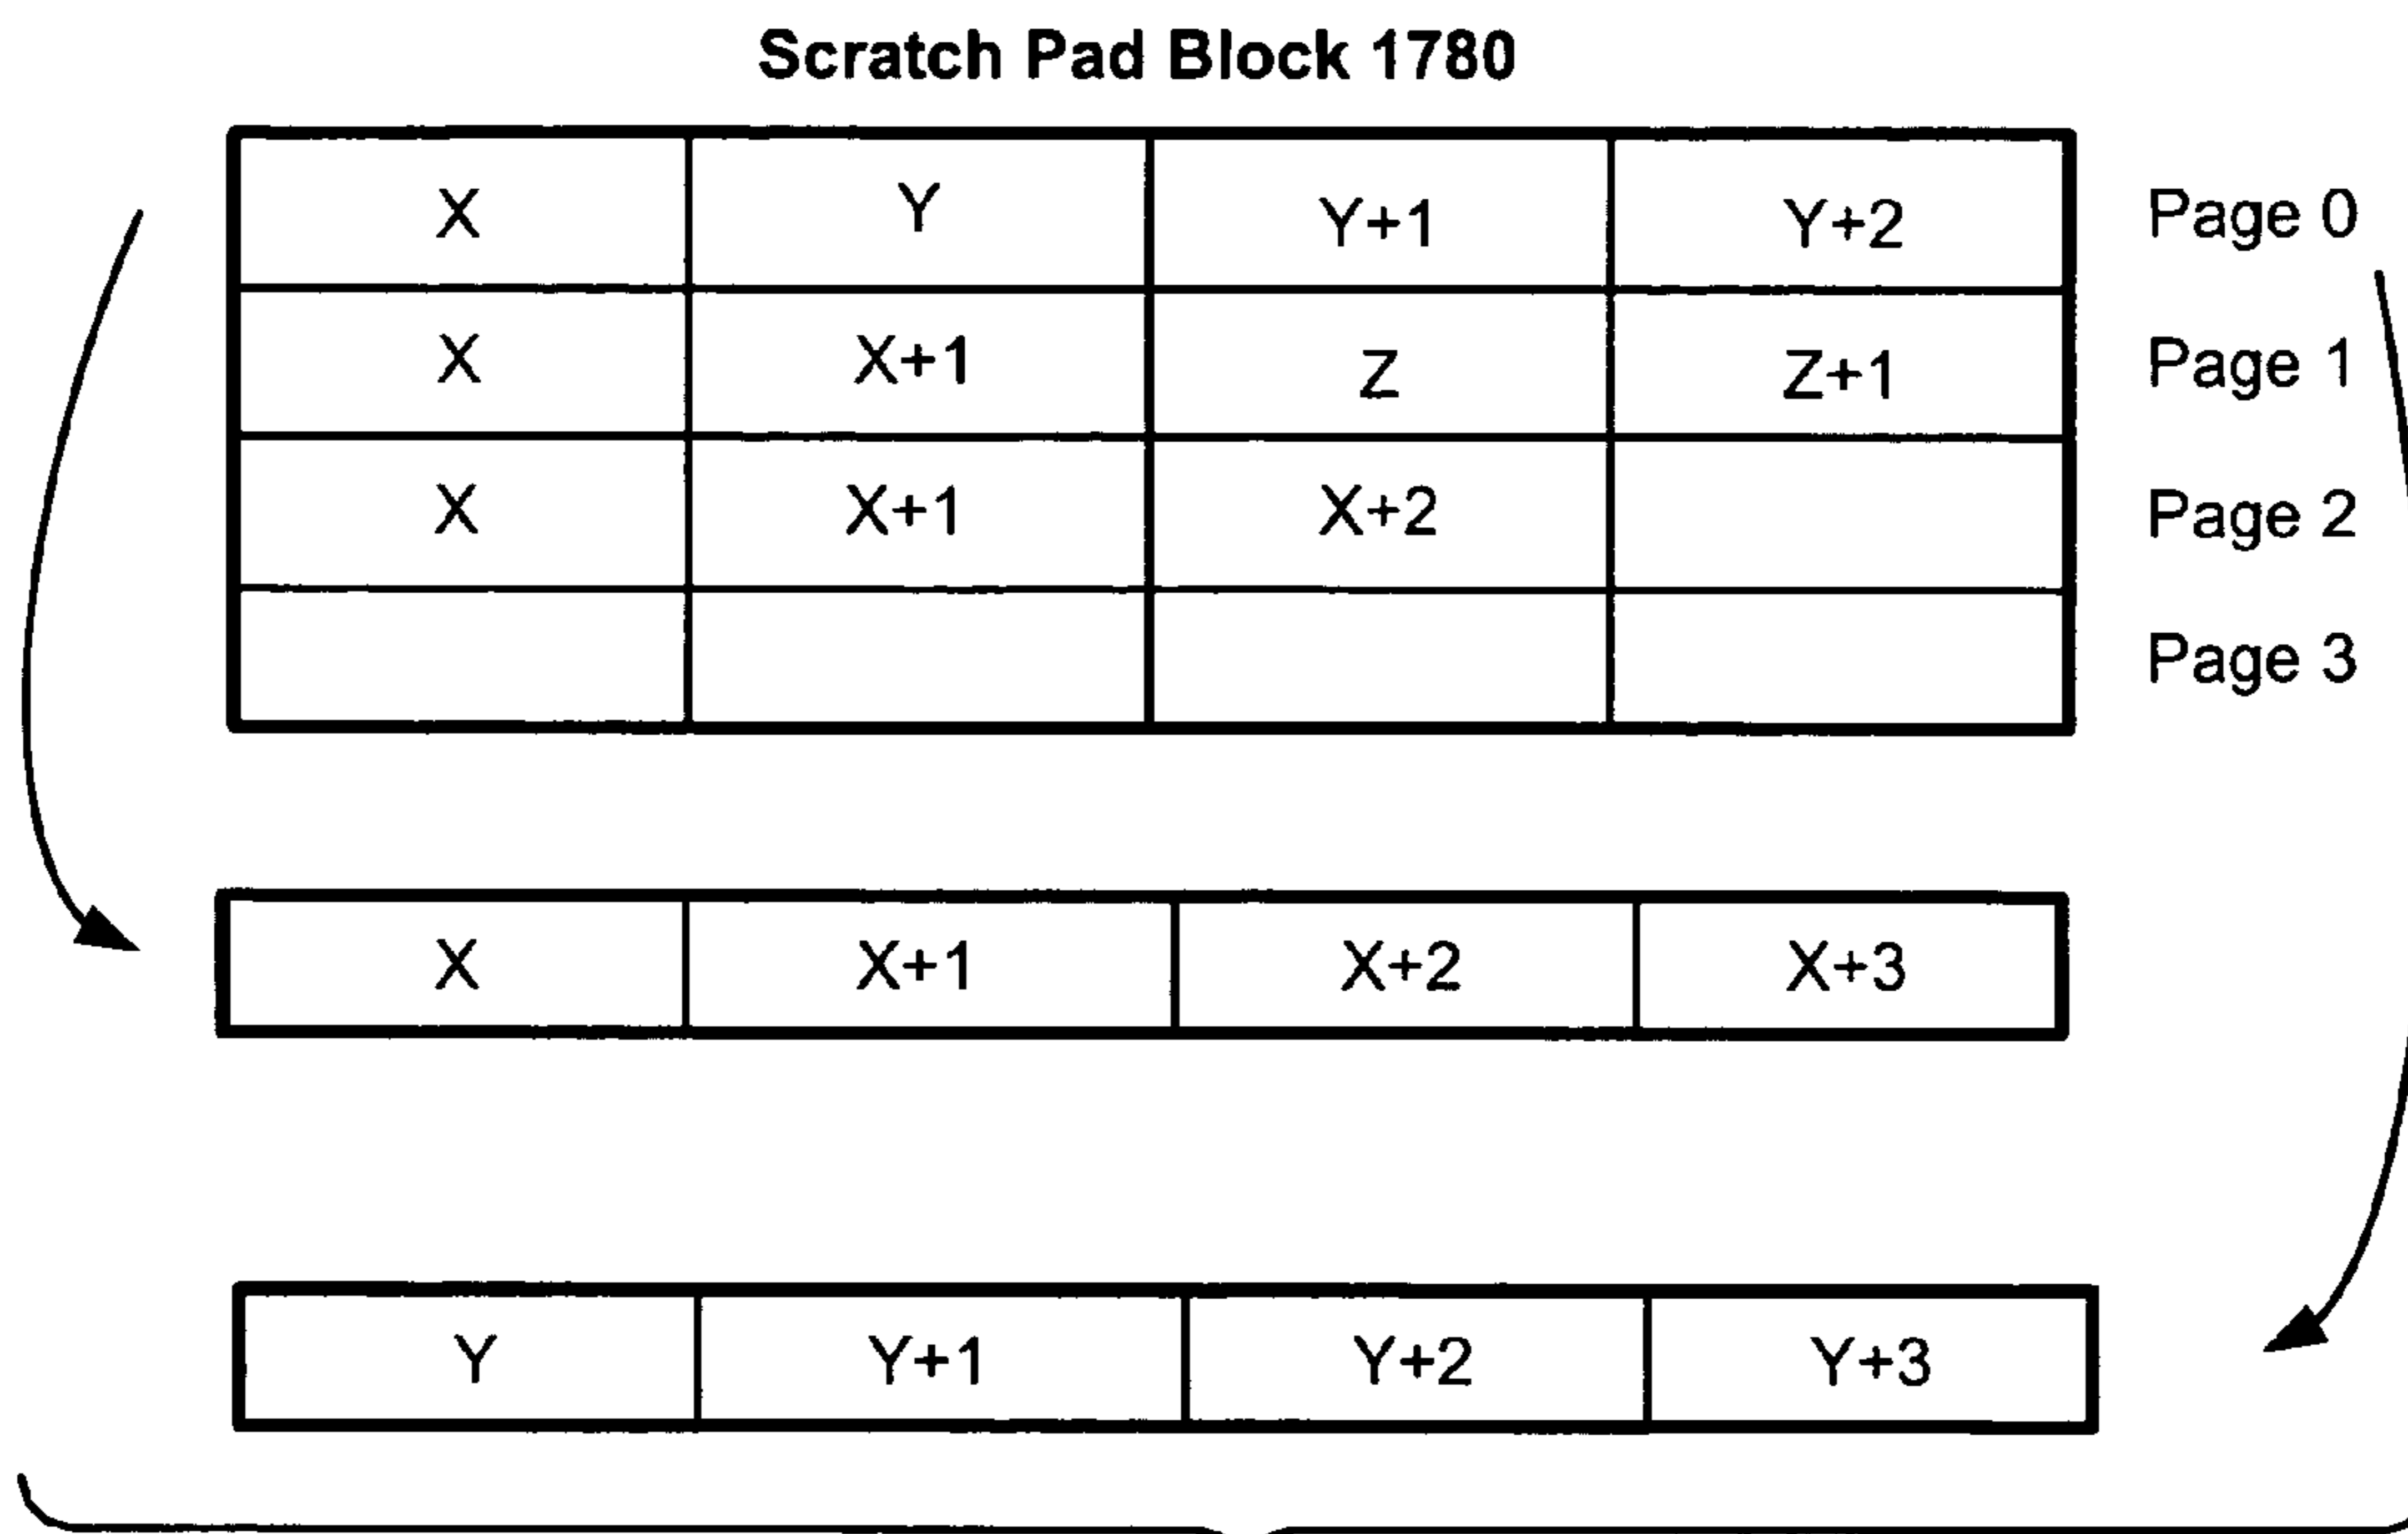 Scratch Pad Block 1780
X Y Y+1 Y+2 Page 0
X X+1 Z Z+1 Page 1
X X+1 X+2 Page 2
Page 3
X X+1 X+2 X+3
Y Y+1 Y+2 Y+3